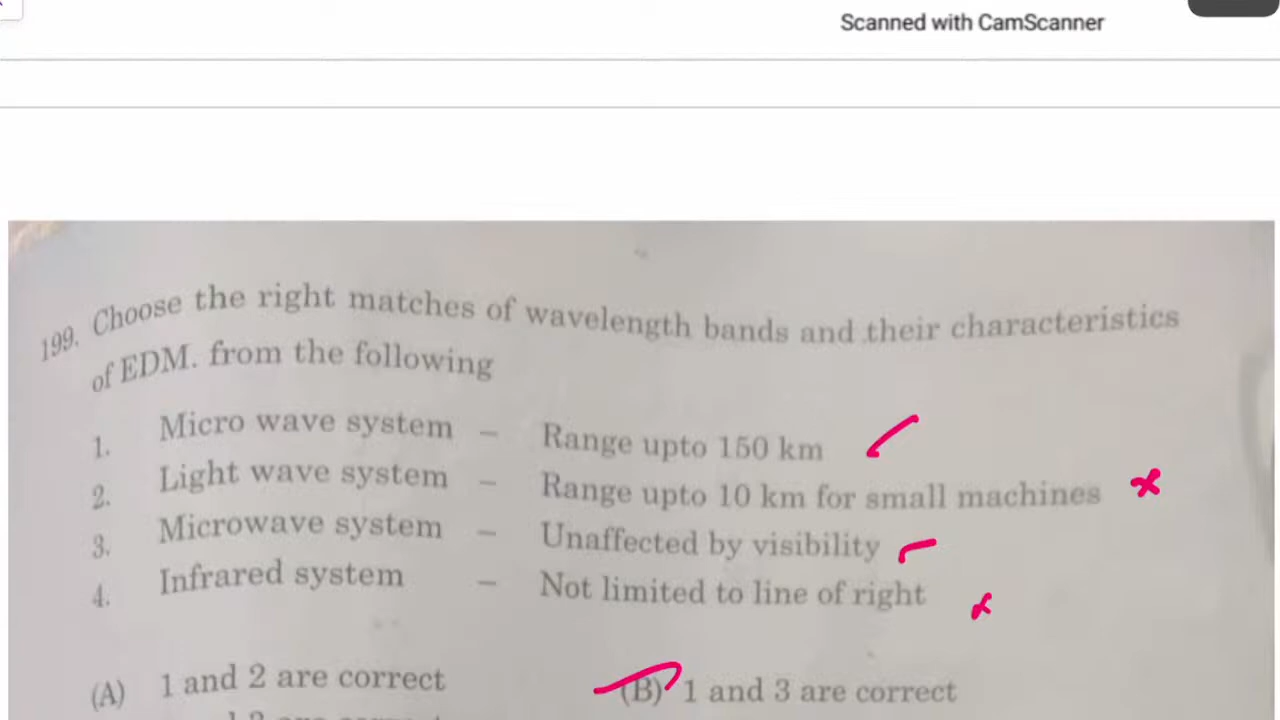 Scanned with CamScanner
199. Choose the right matches of wavelength bands and their characteristics
of EDM. from the following
1. Micro wave system – Range upto 150 km
2. Light wave system – Range upto 10 km for small machines
3. Microwave system – Unaffected by visibility
4. Infrared system – Not limited to line of right
(A) 1 and 2 are correct (B) 1 and 3 are correct